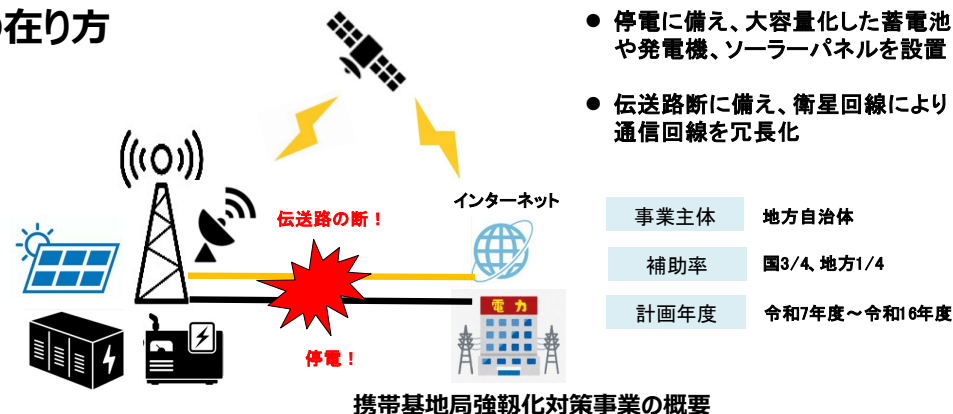 の在り方
● 停電に備え、大容量化した蓄電池
や発電機、ソーラーパネルを設置
● 伝送路断に備え、衛星回線により
通信回線を冗長化
伝送路の断！
インターネット
電力
停電！
事業主体 地方自治体
補助率 国3/4、地方1/4
計画年度 令和7年度～令和16年度
携帯基地局強靱化対策事業の概要